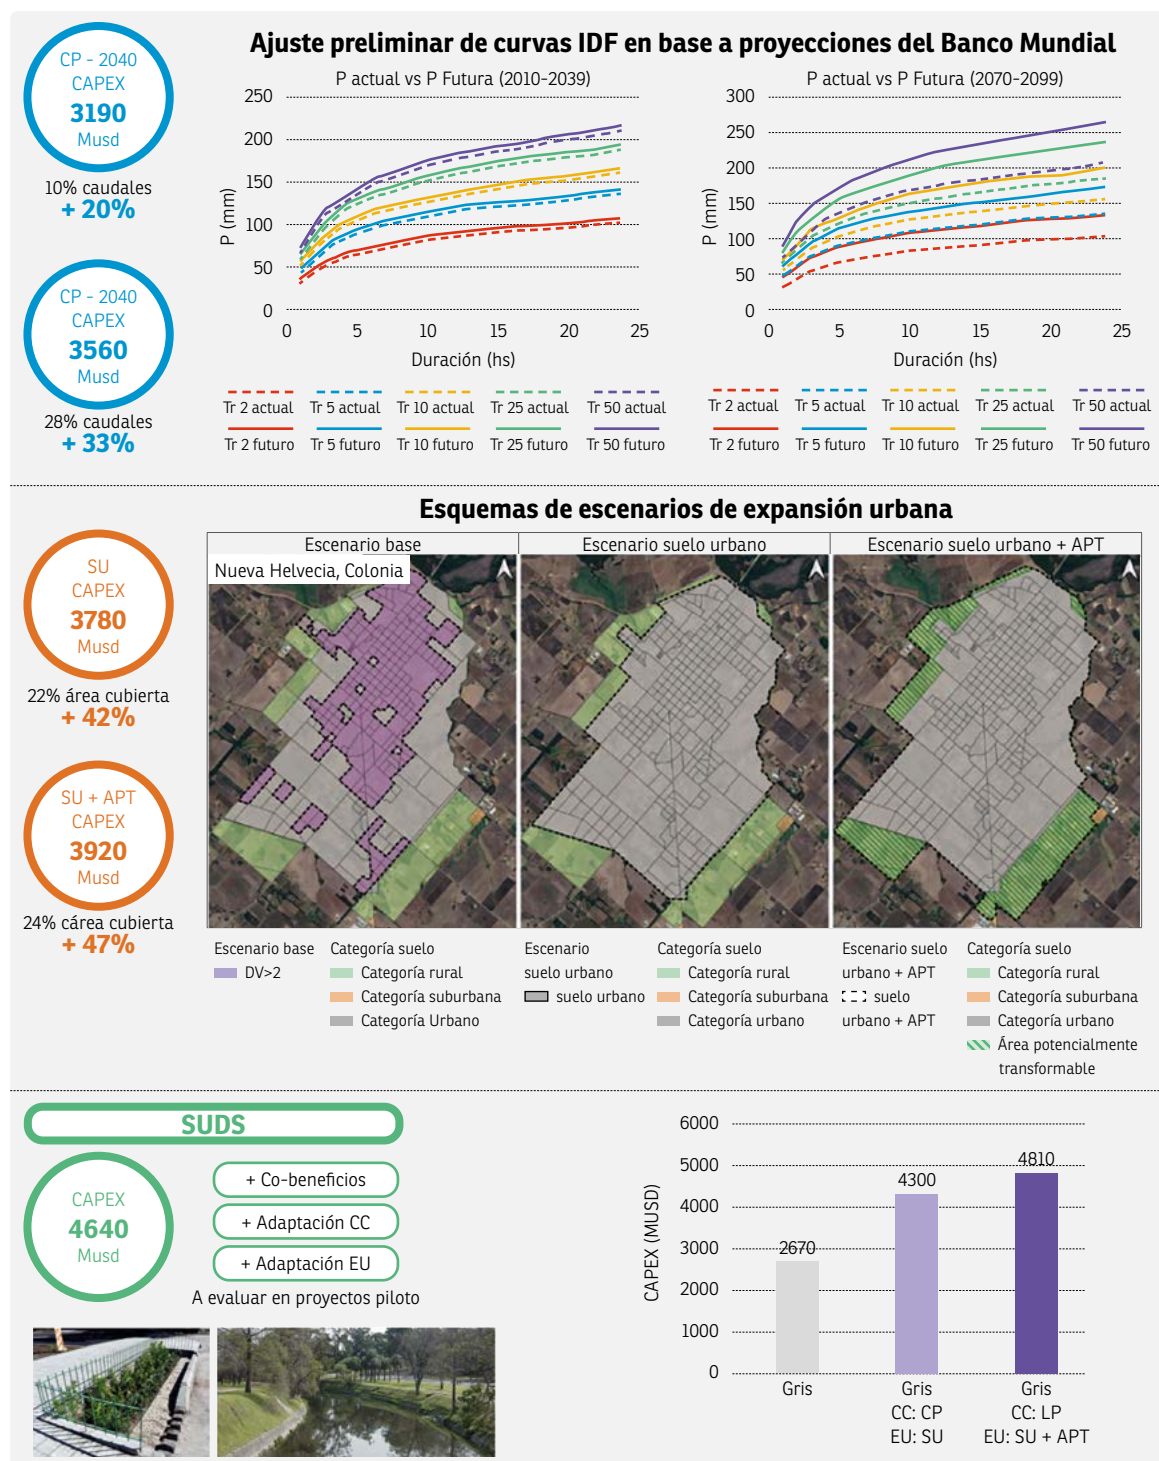 CP - 2040
CAPEX
3190
Musd
10% caudales
+ 20%
CP - 2040
CAPEX
3560
Musd
28% caudales
+ 33%
Ajuste preliminar de curvas IDF en base a proyecciones del Banco Mundial
P actual vs P Futura (2010-2039)
250
200
150
100
50
0
P (mm)
0 5 10 15 20 25
Duración (hs)
Tr 2 actual Tr 5 actual Tr 10 actual Tr 25 actual Tr 50 actual
Tr 2 futuro Tr 5 futuro Tr 10 futuro Tr 25 futuro Tr 50 futuro
P actual vs P Futura (2070-2099)
300
250
200
150
100
50
0
P (mm)
0 5 10 15 20 25
Duración (hs)
Tr 2 actual Tr 5 actual Tr 10 actual Tr 25 actual Tr 50 actual
Tr 2 futuro Tr 5 futuro Tr 10 futuro Tr 25 futuro Tr 50 futuro
SU
CAPEX
3780
Musd
22% área cubierta
+ 42%
SU + APT
CAPEX
3920
Musd
24% cárea cubierta
+ 47%
Esquemas de escenarios de expansión urbana
Escenario base
Escenario suelo urbano
Escenario suelo urbano + APT
Nueva Helvecia, Colonia
Escenario base
DV>2
Categoría suelo
Categoría rural
Categoría suburbana
Categoría Urbano
Escenario
suelo urbano
suelo urbano
Categoría suelo
Categoría rural
Categoría suburbana
Categoría urbano
Escenario suelo
urbano + APT
suelo
urbano + APT
Categoría suelo
Categoría rural
Categoría suburbana
Categoría urbano
Área potencialmente
transformable
SUDS
CAPEX
4640
Musd
+ Co-beneficios
+ Adaptación CC
+ Adaptación EU
A evaluar en proyectos piloto
6000
5000
4000
3000
2000
1000
0
CAPEX (MUSD)
2670
4300
4810
Gris
Gris
CC: CP
EU: SU
Gris
CC: LP
EU: SU + APT